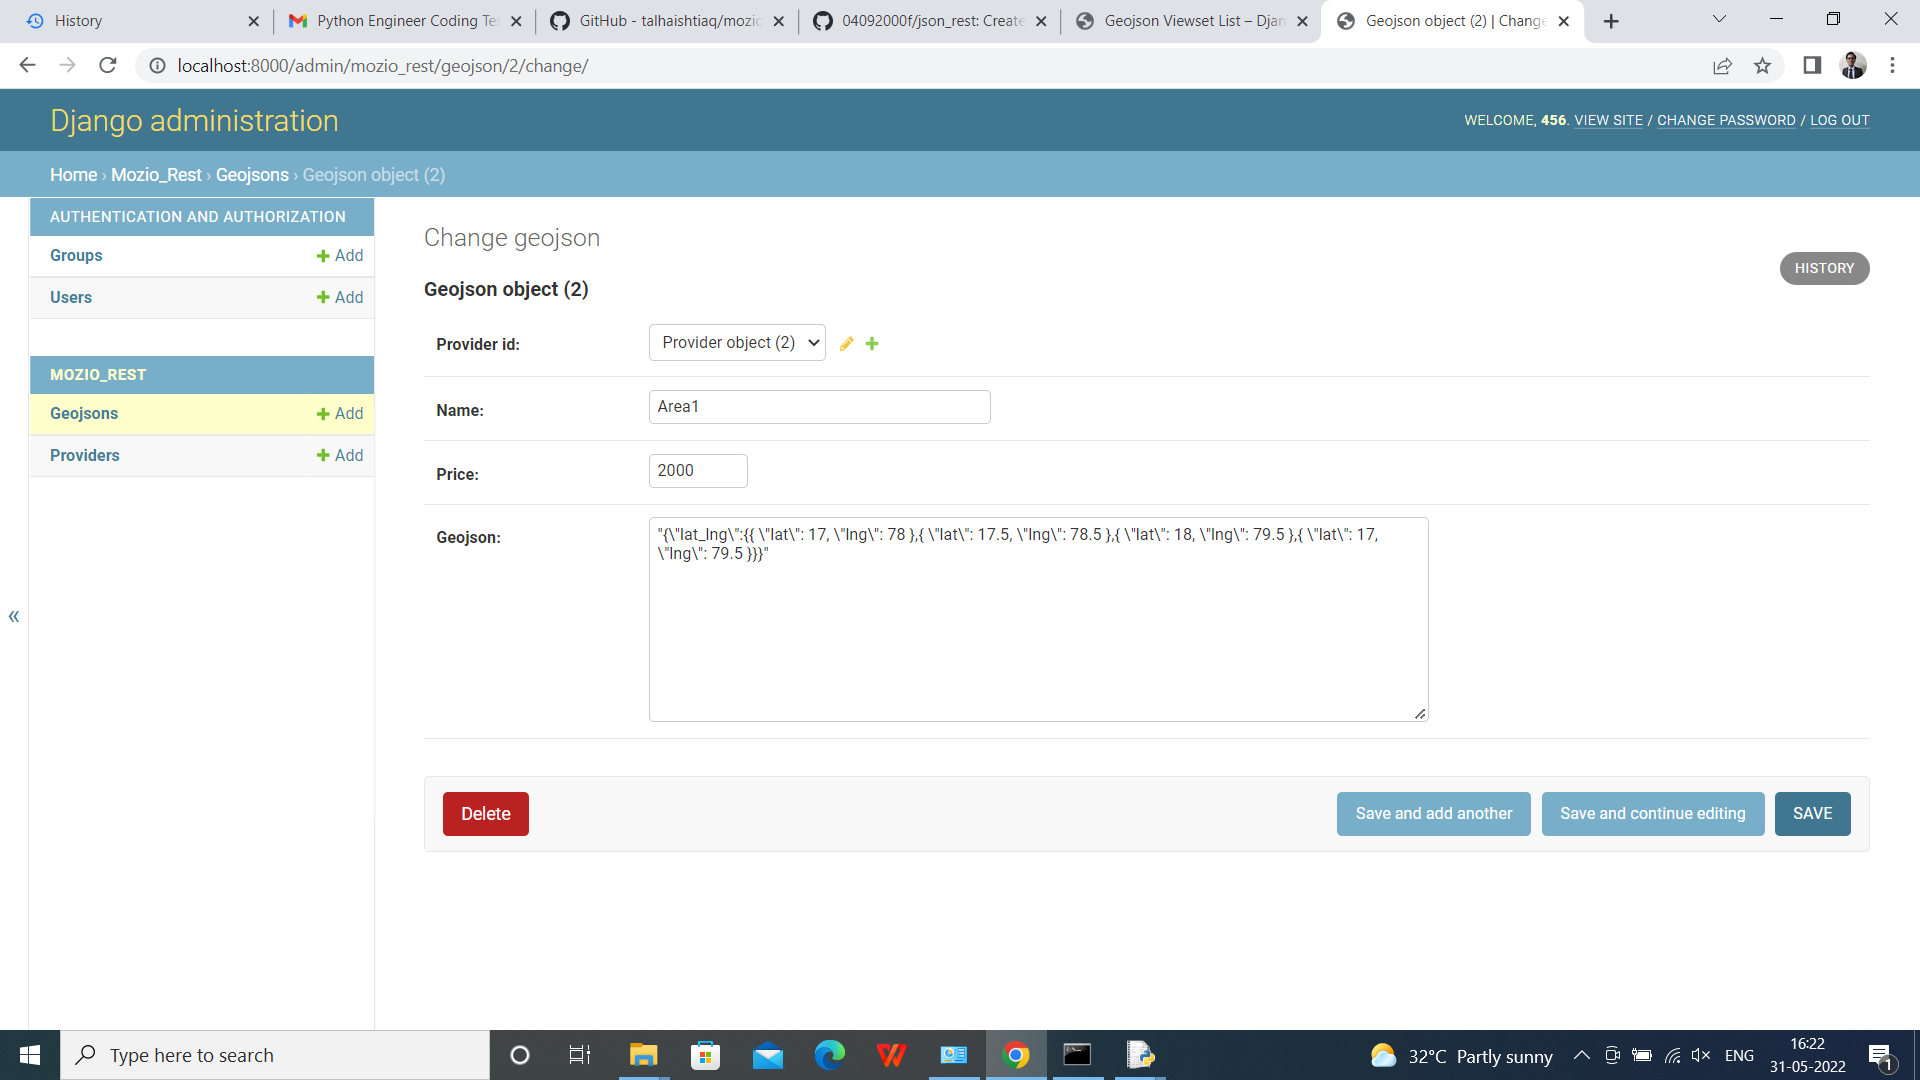 History
Python Engineer Coding Tes
GitHub - talhaishtiaq/mozio
04092000f/json_rest: Create
Geojson Viewset List – Djan
Geojson object (2) | Change
localhost:8000/admin/mozio_rest/geojson/2/change/
Django administration
WELCOME, 456. VIEW SITE / CHANGE PASSWORD / LOG OUT
Home › Mozio_Rest › Geojsons › Geojson object (2)
AUTHENTICATION AND AUTHORIZATION
Groups
Add
Users
Add
MOZIO_REST
Geojsons
Add
Providers
Add
«
Change geojson
HISTORY
Geojson object (2)
Provider id:
Provider object (2)
Name:
Area1
Price:
2000
Geojson:
"{\"lat_lng\":{{ \"lat\": 17, \"lng\": 78 },{ \"lat\": 17.5, \"lng\": 78.5 },{ \"lat\": 18, \"lng\": 79.5 },{ \"lat\": 17,
\"lng\": 79.5 }}}"
Delete
Save and add another
Save and continue editing
SAVE
Type here to search
32°C Partly sunny
ENG
16:22
31-05-2022
1